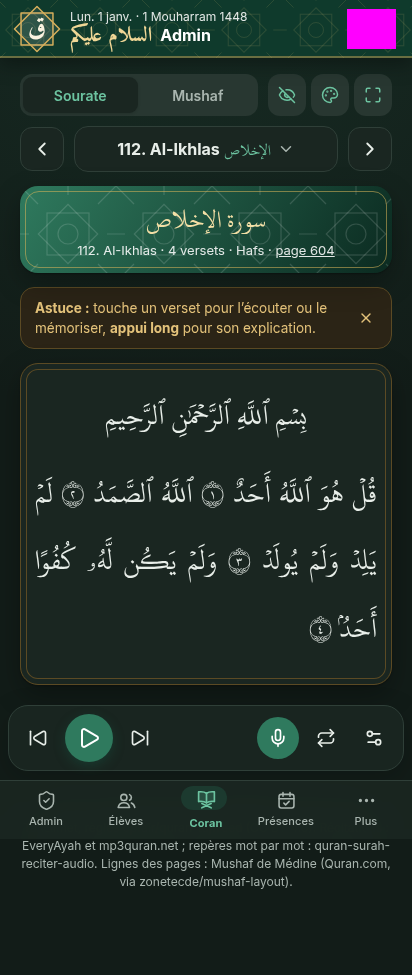 ق
Lun. 1 janv. · 1 Mouharram 1448
السلام عليكم Admin
Sourate Mushaf
112. Al-Ikhlas الإخلاص
سورة الإخلاص
112. Al-Ikhlas · 4 versets · Hafs · page 604
Astuce : touche un verset pour l’écouter ou le
mémoriser, appui long pour son explication.
بِسْمِ ٱللَّهِ ٱلرَّحْمَٰنِ ٱلرَّحِيمِ
قُلْ هُوَ ٱللَّهُ أَحَدٌ ١ ٱللَّهُ ٱلصَّمَدُ ٢ لَمْ
يَلِدْ وَلَمْ يُولَدْ ٣ وَلَمْ يَكُن لَّهُۥ كُفُوًا
أَحَدٌۢ ٤
Admin Élèves Coran Présences Plus
EveryAyah et mp3quran.net ; repères mot par mot : quran-surah-
reciter-audio. Lignes des pages : Mushaf de Médine (Quran.com,
via zonetecde/mushaf-layout).